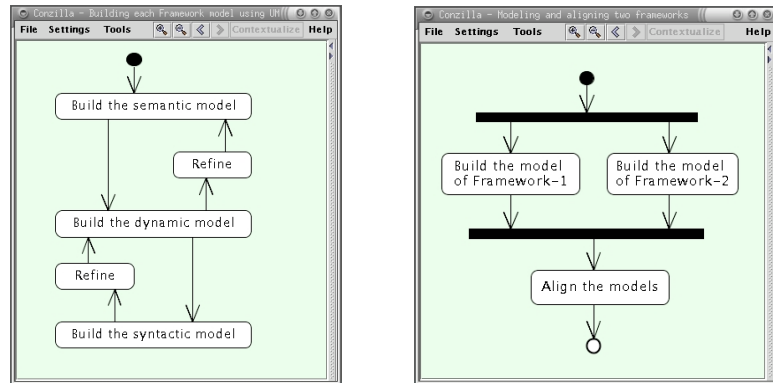 Conzilla - Building each Framework model using UM
File Settings Tools Contextualize Help
Build the semantic model
Refine
Build the dynamic model
Refine
Build the syntactic model
Conzilla - Modeling and aligning two frameworks
File Settings Tools Contextualize Help
Build the model
of Framework-1
Build the model
of Framework-2
Align the models